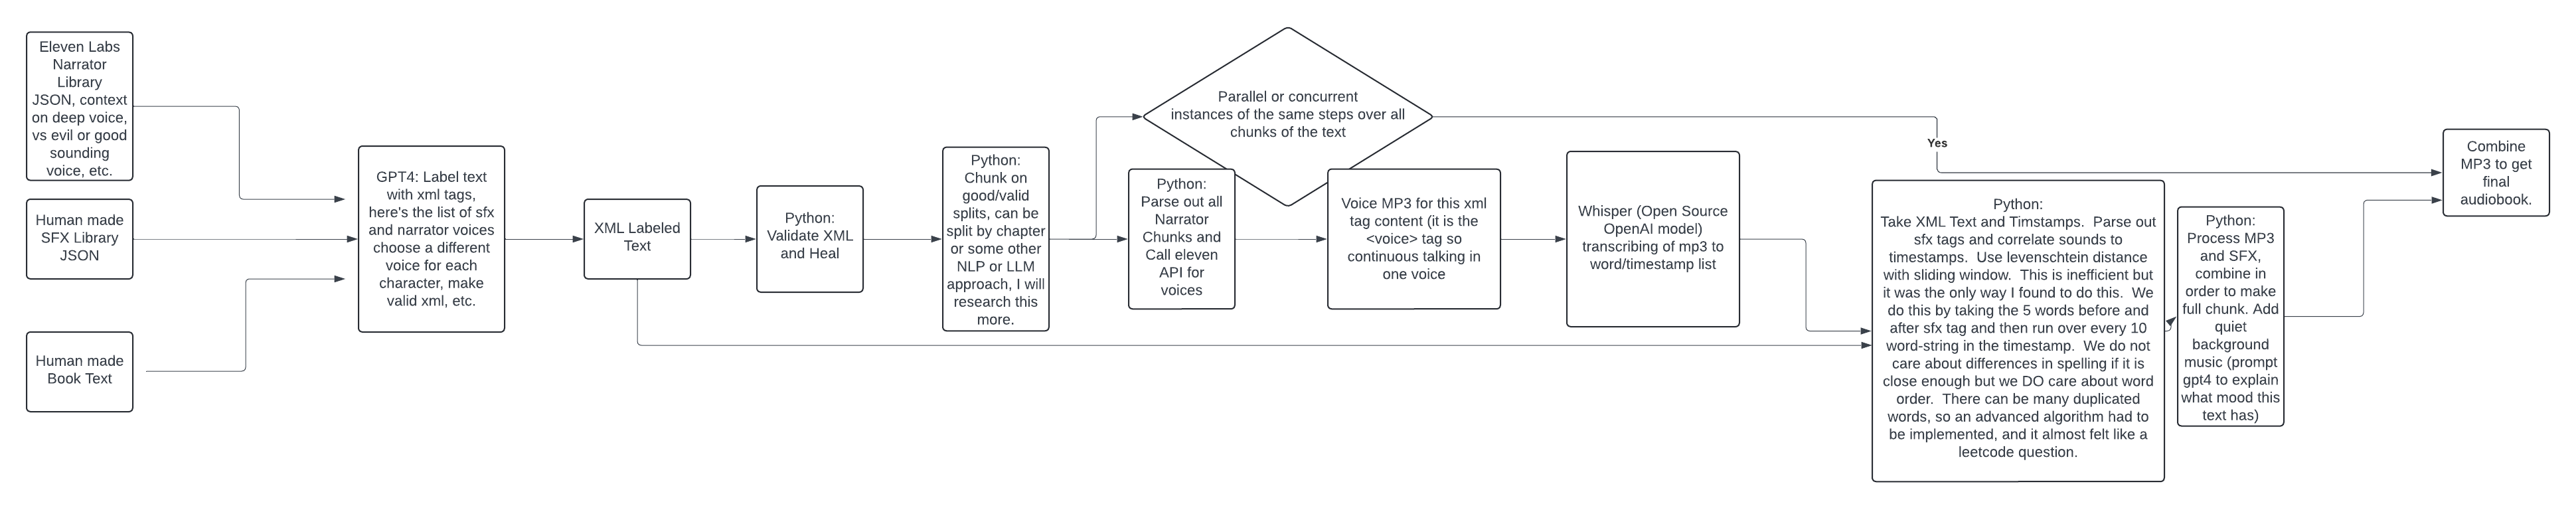 Eleven Labs
Narrator
Library
JSON, context
on deep voice,
vs evil or good
sounding
voice, etc.
Human made
SFX Library
JSON
Human made
Book Text
GPT4: Label text
with xml tags,
here's the list of sfx
and narrator voices
choose a different
voice for each
character, make
valid xml, etc.
XML Labeled
Text
Python:
Validate XML
and Heal
Python:
Chunk on
good/valid
splits, can be
split by chapter
or some other
NLP or LLM
approach, I will
research this
more.
Parallel or concurrent
instances of the same steps over all
chunks of the text
Python:
Parse out all
Narrator
Chunks and
Call eleven
API for
voices
Voice MP3 for this xml
tag content (it is the
<voice> tag so
continuous talking in
one voice
Whisper (Open Source
OpenAI model)
transcribing of mp3 to
word/timestamp list
Yes
Python:
Take XML Text and Timstamps.  Parse out
sfx tags and correlate sounds to
timestamps.  Use levenschtein distance
with sliding window.  This is inefficient but
it was the only way I found to do this.  We
do this by taking the 5 words before and
after sfx tag and then run over every 10
word-string in the timestamp.  We do not
care about differences in spelling if it is
close enough but we DO care about word
order.  There can be many duplicated
words, so an advanced algorithm had to
be implemented, and it almost felt like a
leetcode question.
Python:
Process MP3
and SFX,
combine in
order to make
full chunk. Add
quiet
background
music (prompt
gpt4 to explain
what mood this
text has)
Combine
MP3 to get
final
audiobook.